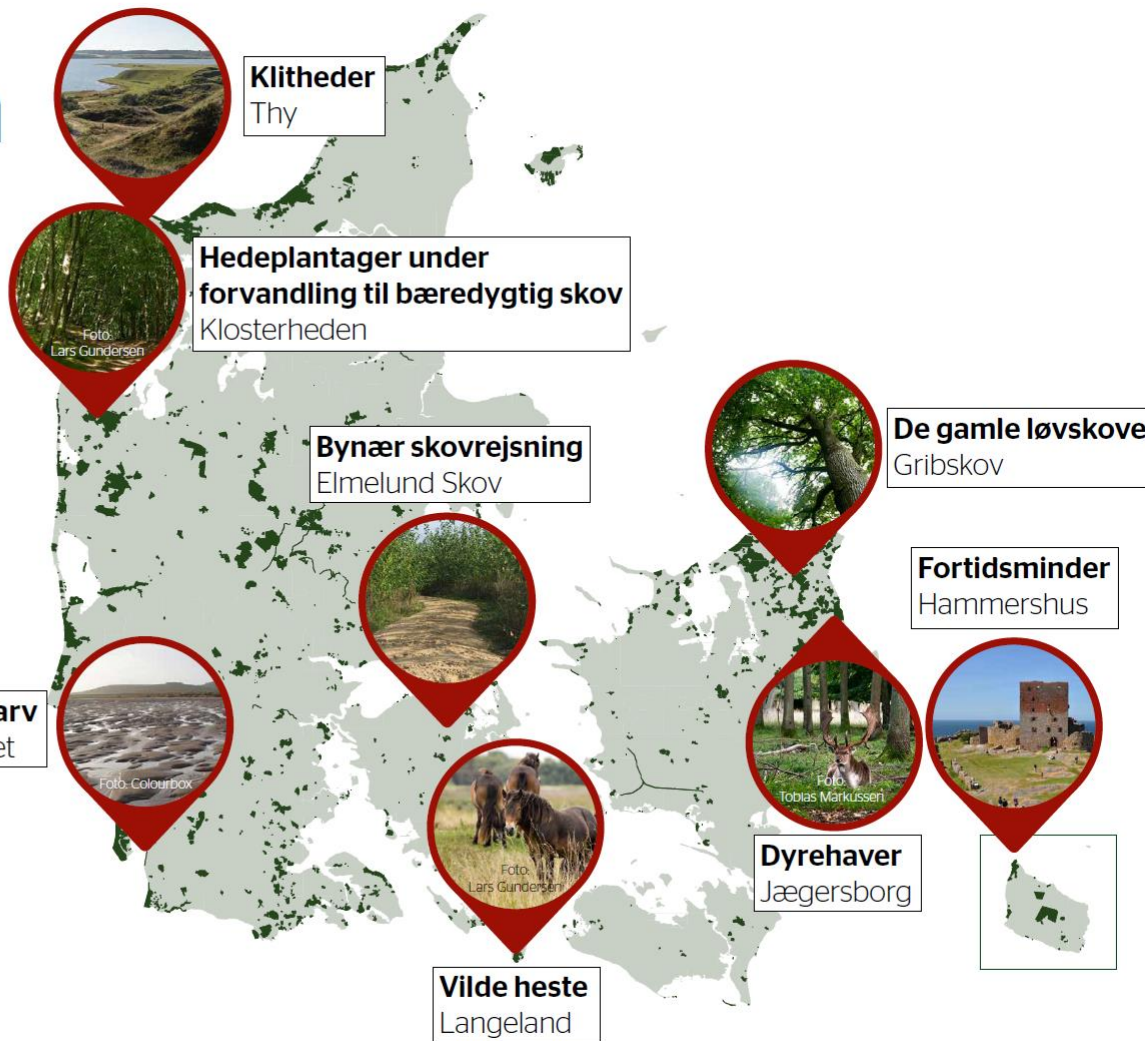 Klitheder
Thy
Hedeplantager under
forvandling til bæredygtig skov
Klosterheden
Foto:
Lars Gundersen
Bynær skovrejsning
Elmelund Skov
De gamle løvskove
Gribskov
Fortidsminder
Hammershus
arv
et
Foto: Colourbox
Foto:
Tobias Markussen
Foto:
Lars Gundersen
Dyrehaver
Jægersborg
Vilde heste
Langeland